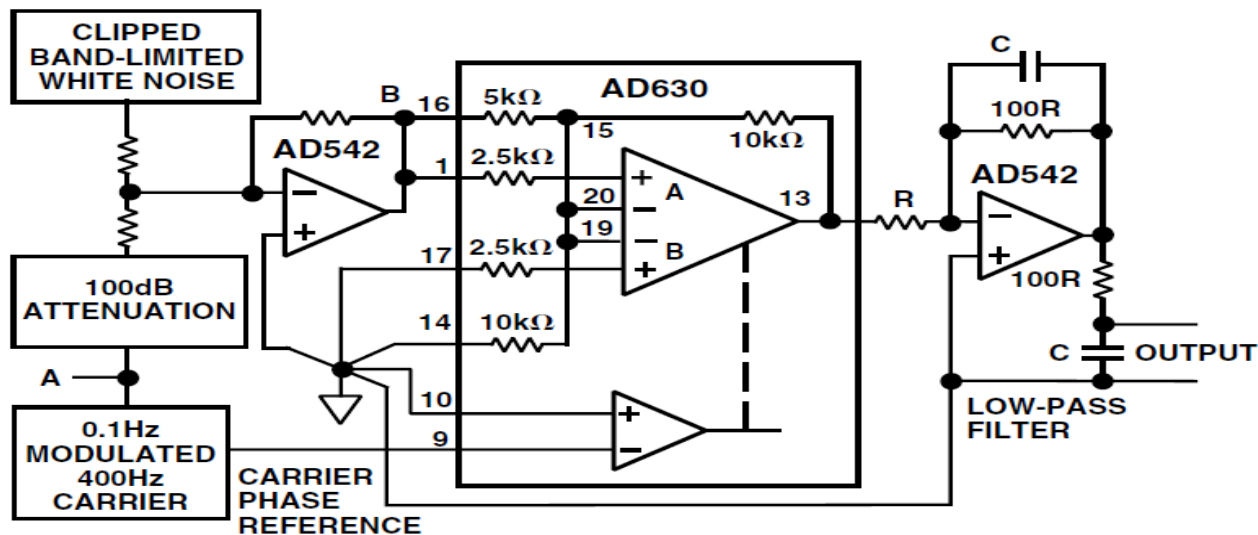 CLIPPED
BAND-LIMITED
WHITE NOISE
B
16
5kΩ
AD630
15
10kΩ
AD542
1
2.5kΩ
A
20
19
B
13
17
2.5kΩ
14
10kΩ
100dB
ATTENUATION
A
10
9
0.1Hz
MODULATED
400Hz
CARRIER
CARRIER
PHASE
REFERENCE
C
100R
AD542
R
100R
C
OUTPUT
LOW-PASS
FILTER
+
−
+
−
−
+
+
−
−
+